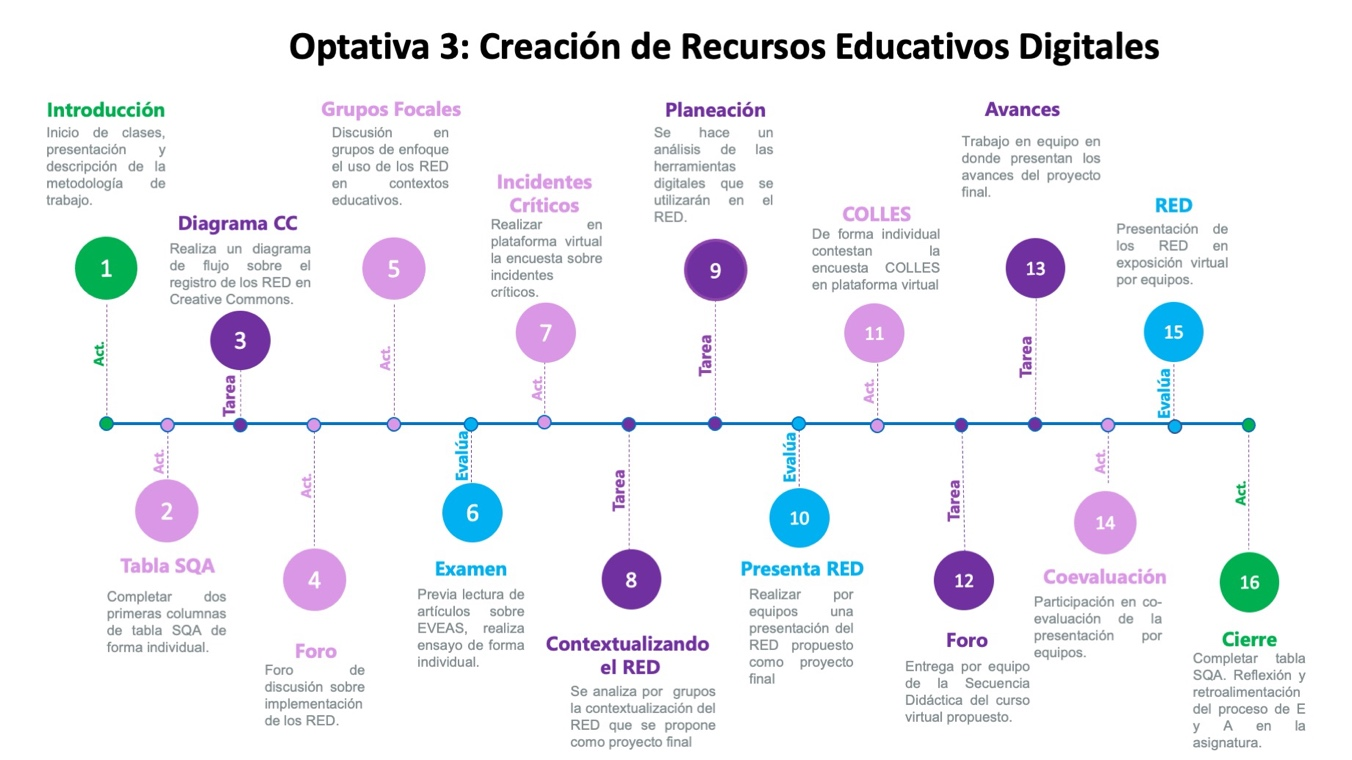 Optativa 3: Creación de Recursos Educativos Digitales
Introducción
Inicio de clases,
presentación y
descripción de la
metodología de
trabajo.
1
Act.
Tabla SQA
Completar dos
primeras columnas
de tabla SQA de
forma individual.
2
Act.
Diagrama CC
Realiza un diagrama
de flujo sobre el
registro de los RED en
Creative Commons.
3
Tarea
Act.
4
Foro
Foro de
discusión sobre
implementación
de los RED.
Grupos Focales
Discusión en
grupos de enfoque
el uso de los RED
en contextos
educativos.
5
Act.
Evalúa
6
Examen
Previa lectura de
artículos sobre
EVEAS, realiza
ensayo de forma
individual.
Incidentes
Críticos
Realizar en
plataforma virtual
la encuesta sobre
incidentes
críticos.
7
Act.
Tarea
8
Contextualizando
el RED
Se analiza por grupos
la contextualización del
RED que se propone
como proyecto final
Planeación
Se hace un
análisis de las
herramientas
digitales que se
utilizarán en el
RED.
9
Tarea
Evalúa
10
Presenta RED
Realizar por
equipos una
presentación del
RED propuesto
como proyecto
final
COLLES
De forma individual
contestan la
encuesta COLLES
en plataforma virtual
11
Act.
Tarea
12
Foro
Entrega por equipo
de la Secuencia
Didáctica del curso
virtual propuesto.
Avances
Trabajo en equipo en
donde presentan los
avances del proyecto
final.
13
Tarea
Act.
14
Coevaluación
Participación en co-
evaluación de la
presentación por
equipos.
RED
Presentación de
los RED en
exposición virtual
por equipos.
15
Evalúa
Act.
16
Cierre
Completar tabla
SQA. Reflexión y
retroalimentación
del proceso de E
y A en la
asignatura.